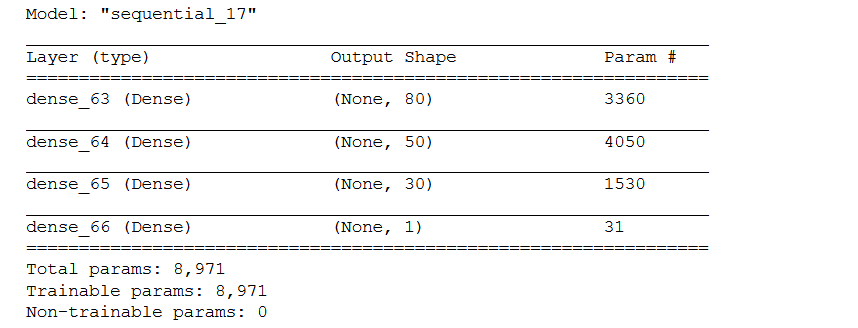 Model: "sequential_17"
Layer (type) Output Shape Param #
dense_63 (Dense) (None, 80) 3360
dense_64 (Dense) (None, 50) 4050
dense_65 (Dense) (None, 30) 1530
dense_66 (Dense) (None, 1) 31
Total params: 8,971
Trainable params: 8,971
Non-trainable params: 0